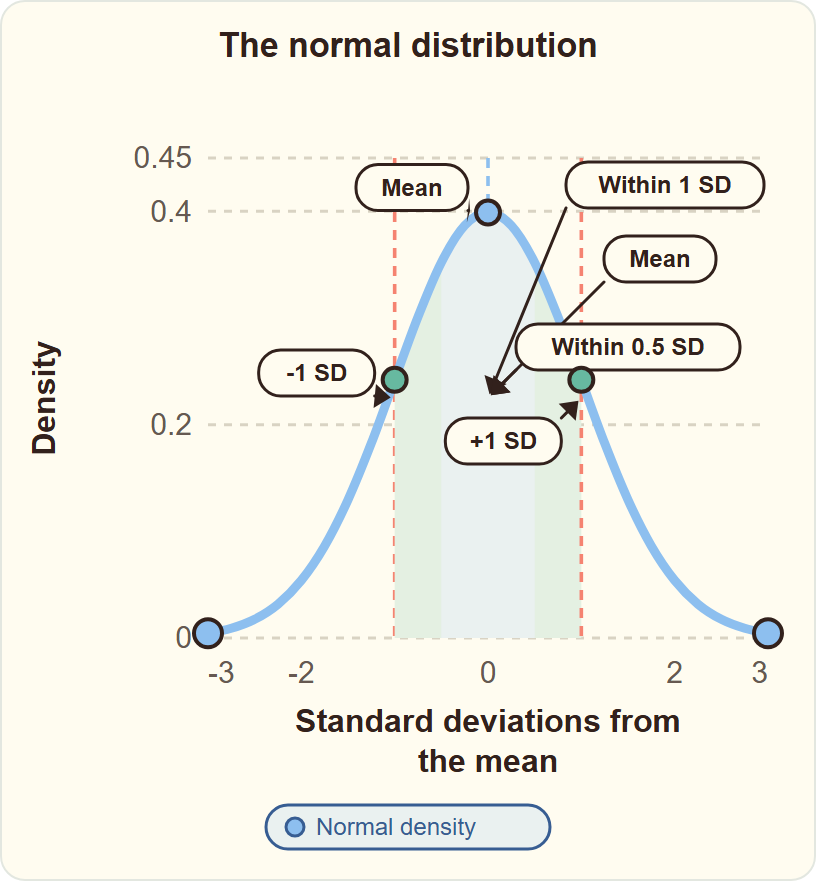 The normal distribution
0.45
Mean
Within 1 SD
0.4
Mean
Within 0.5 SD
-1 SD
Density
0.2
+1 SD
0
-3
-2
0
2
3
Standard deviations from
the mean
Normal density